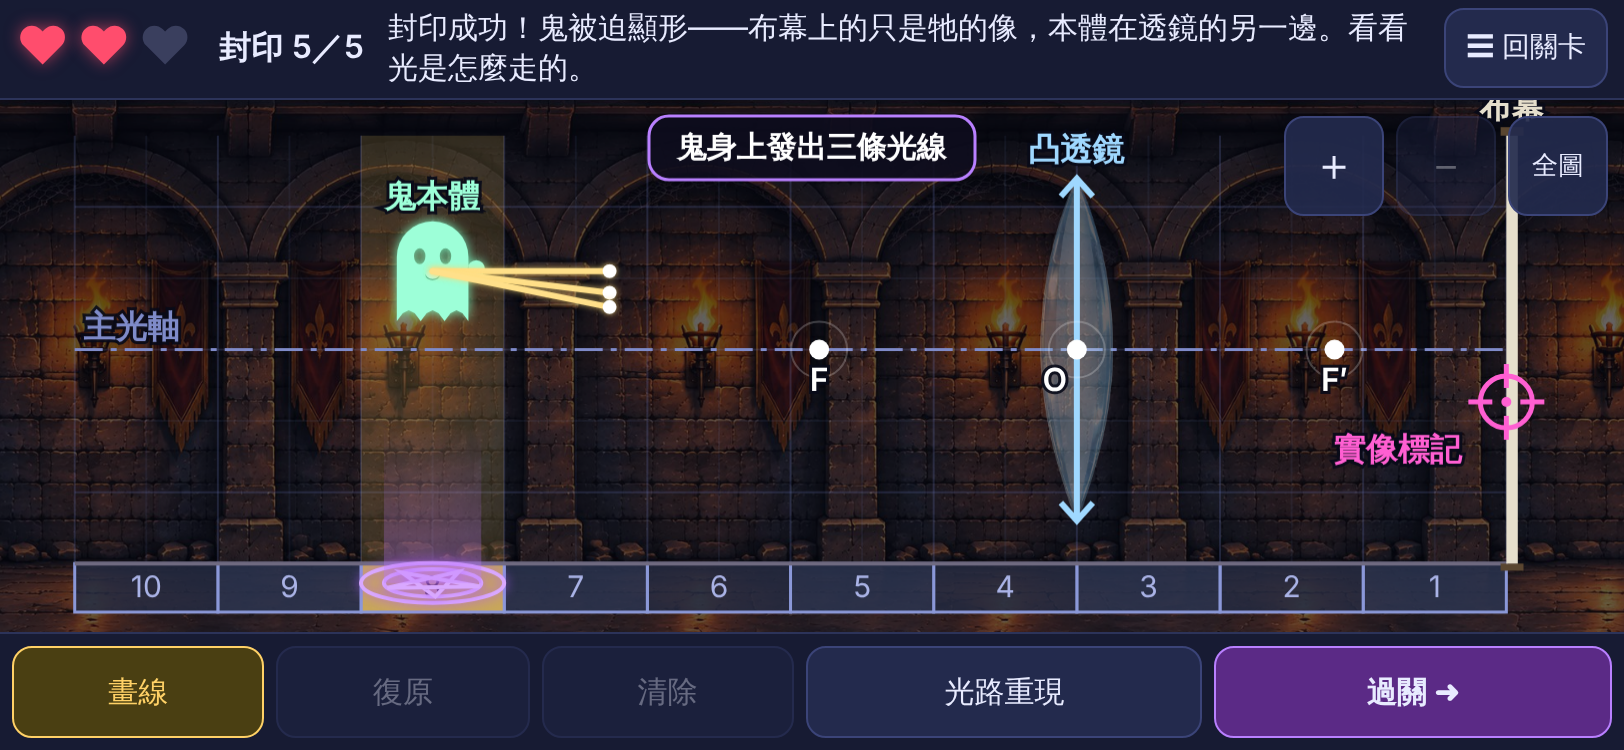 封印 5／5
封印成功！鬼被迫顯形——布幕上的只是牠的像，本體在透鏡的另一邊。看看
光是怎麼走的。
☰ 回關卡
布幕
鬼身上發出三條光線
凸透鏡
+
−
全圖
鬼本體
主光軸
F
O
F′
實像標記
10
9
7
6
5
4
3
2
1
畫線
復原
清除
光路重現
過關 ➜